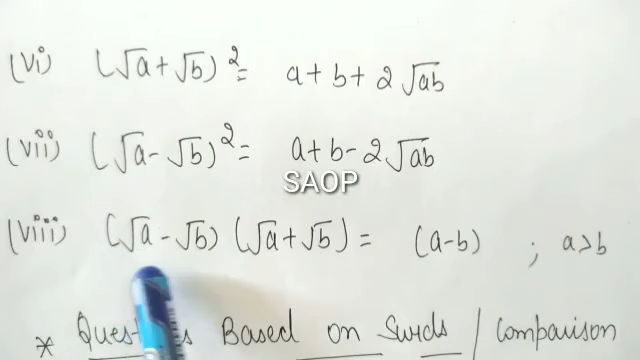 (vi) (√a + √b)² = a + b + 2√ab
(vii) (√a - √b)² = a + b - 2√ab
SAOP
(viii) (√a - √b) (√a + √b) = (a-b) ; a>b
* Based on Surds / Comparison